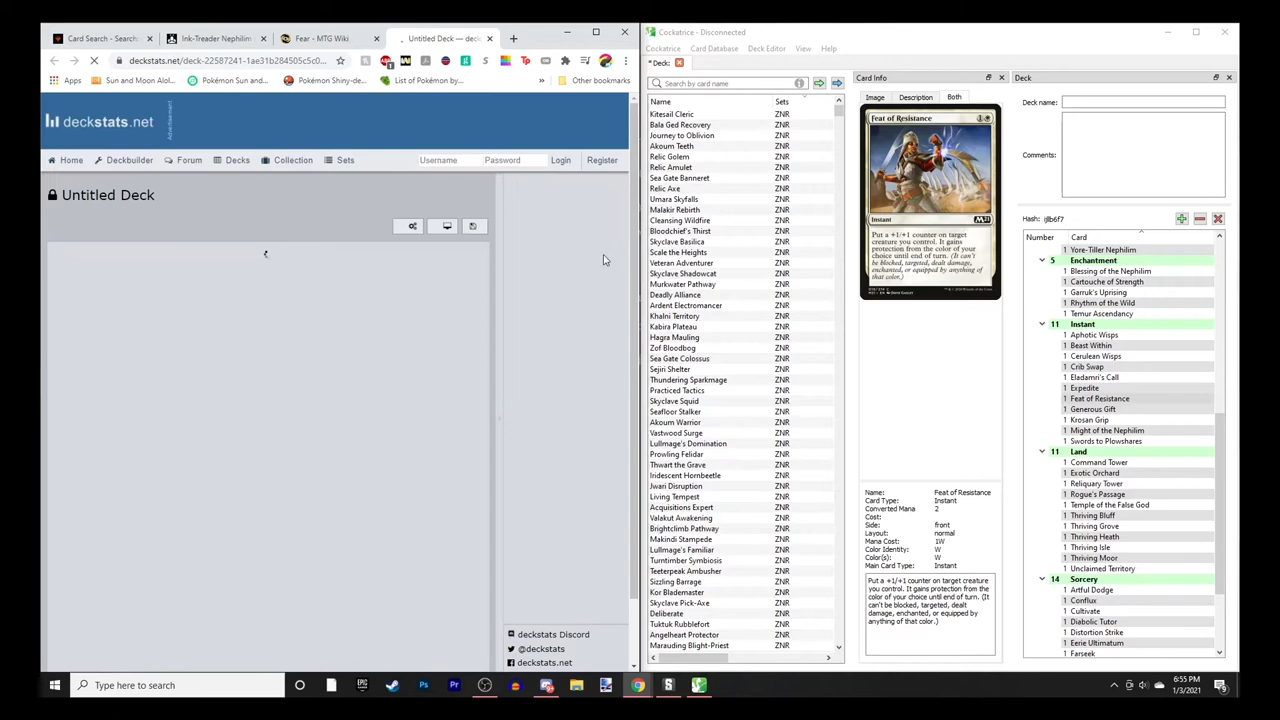 Card Search - Search:
Ink-Treader Nephilim
Fear - MTG Wiki
Untitled Deck — deck
deckstats.net/deck-22587241-1ae31b284505c5c0...
Apps
Sun and Moon Alol...
Pokémon Sun and...
Pokémon Shiny-de...
List of Pokémon by...
Other bookmarks
deckstats.net
Advertisement
Home
Deckbuilder
Forum
Decks
Collection
Sets
Username
Password
Login
Register
Untitled Deck
deckstats Discord
@deckstats
deckstats.net
Cockatrice - Disconnected
Cockatrice Card Database Deck Editor View Help
*Deck:
Search by card name
Name Sets
Kitesail Cleric ZNR
Bala Ged Recovery ZNR
Journey to Oblivion ZNR
Akoum Teeth ZNR
Relic Golem ZNR
Relic Amulet ZNR
Sea Gate Banneret ZNR
Relic Axe ZNR
Umara Skyfalls ZNR
Malakir Rebirth ZNR
Cleansing Wildfire ZNR
Bloodchief's Thirst ZNR
Skyclave Basilica ZNR
Scale the Heights ZNR
Veteran Adventurer ZNR
Skyclave Shadowcat ZNR
Murkwater Pathway ZNR
Deadly Alliance ZNR
Ardent Electromancer ZNR
Khalni Territory ZNR
Kabira Plateau ZNR
Hagra Mauling ZNR
Zof Bloodbog ZNR
Sea Gate Colossus ZNR
Sejiri Shelter ZNR
Thundering Sparkmage ZNR
Practiced Tactics ZNR
Skyclave Squid ZNR
Seafloor Stalker ZNR
Akoum Warrior ZNR
Vastwood Surge ZNR
Lullmage's Domination ZNR
Prowling Felidar ZNR
Thwart the Grave ZNR
Iridescent Hornbeetle ZNR
Jwari Disruption ZNR
Living Tempest ZNR
Acquisitions Expert ZNR
Valakut Awakening ZNR
Brightclimb Pathway ZNR
Makindi Stampede ZNR
Lullmage's Familiar ZNR
Turntimber Symbiosis ZNR
Teeterpeak Ambusher ZNR
Sizzling Barrage ZNR
Kor Blademaster ZNR
Skyclave Pick-Axe ZNR
Deliberate ZNR
Tuktuk Rubblefort ZNR
Angelheart Protector ZNR
Marauding Blight-Priest ZNR
Card Info
Image Description Both
Feat of Resistance
Instant
M21
Put a +1/+1 counter on target
creature you control. It gains
protection from the color of your
choice until end of turn. (It can't
be blocked, targeted, dealt damage,
enchanted, or equipped by anything
of that color.)
Name: Feat of Resistance
Card Type: Instant
Converted Mana 2
Cost:
Side: front
Layout: normal
Mana Cost: 1W
Color Identity: W
Color(s): W
Main Card Type: Instant
Put a +1/+1 counter on target creature
you control. It gains protection from the
color of your choice until end of turn. (It
can't be blocked, targeted, dealt
damage, enchanted, or equipped by
anything of that color.)
Deck
Deck name:
Comments:
Hash: ijllb6f7
Number Card
1 Yore-Tiller Nephilim
5 Enchantment
1 Blessing of the Nephilim
1 Cartouche of Strength
1 Garruk's Uprising
1 Rhythm of the Wild
1 Temur Ascendancy
11 Instant
1 Aphotic Wisps
1 Beast Within
1 Cerulean Wisps
1 Crib Swap
1 Eladamri's Call
1 Expedite
1 Feat of Resistance
1 Generous Gift
1 Krosan Grip
1 Might of the Nephilim
1 Swords to Plowshares
11 Land
1 Command Tower
1 Exotic Orchard
1 Reliquary Tower
1 Rogue's Passage
1 Temple of the False God
1 Thriving Bluff
1 Thriving Grove
1 Thriving Heath
1 Thriving Isle
1 Thriving Moor
1 Unclaimed Territory
14 Sorcery
1 Artful Dodge
1 Conflux
1 Cultivate
1 Diabolic Tutor
1 Distortion Strike
1 Eerie Ultimatum
1 Farseek
Type here to search
6:55 PM
1/3/2021